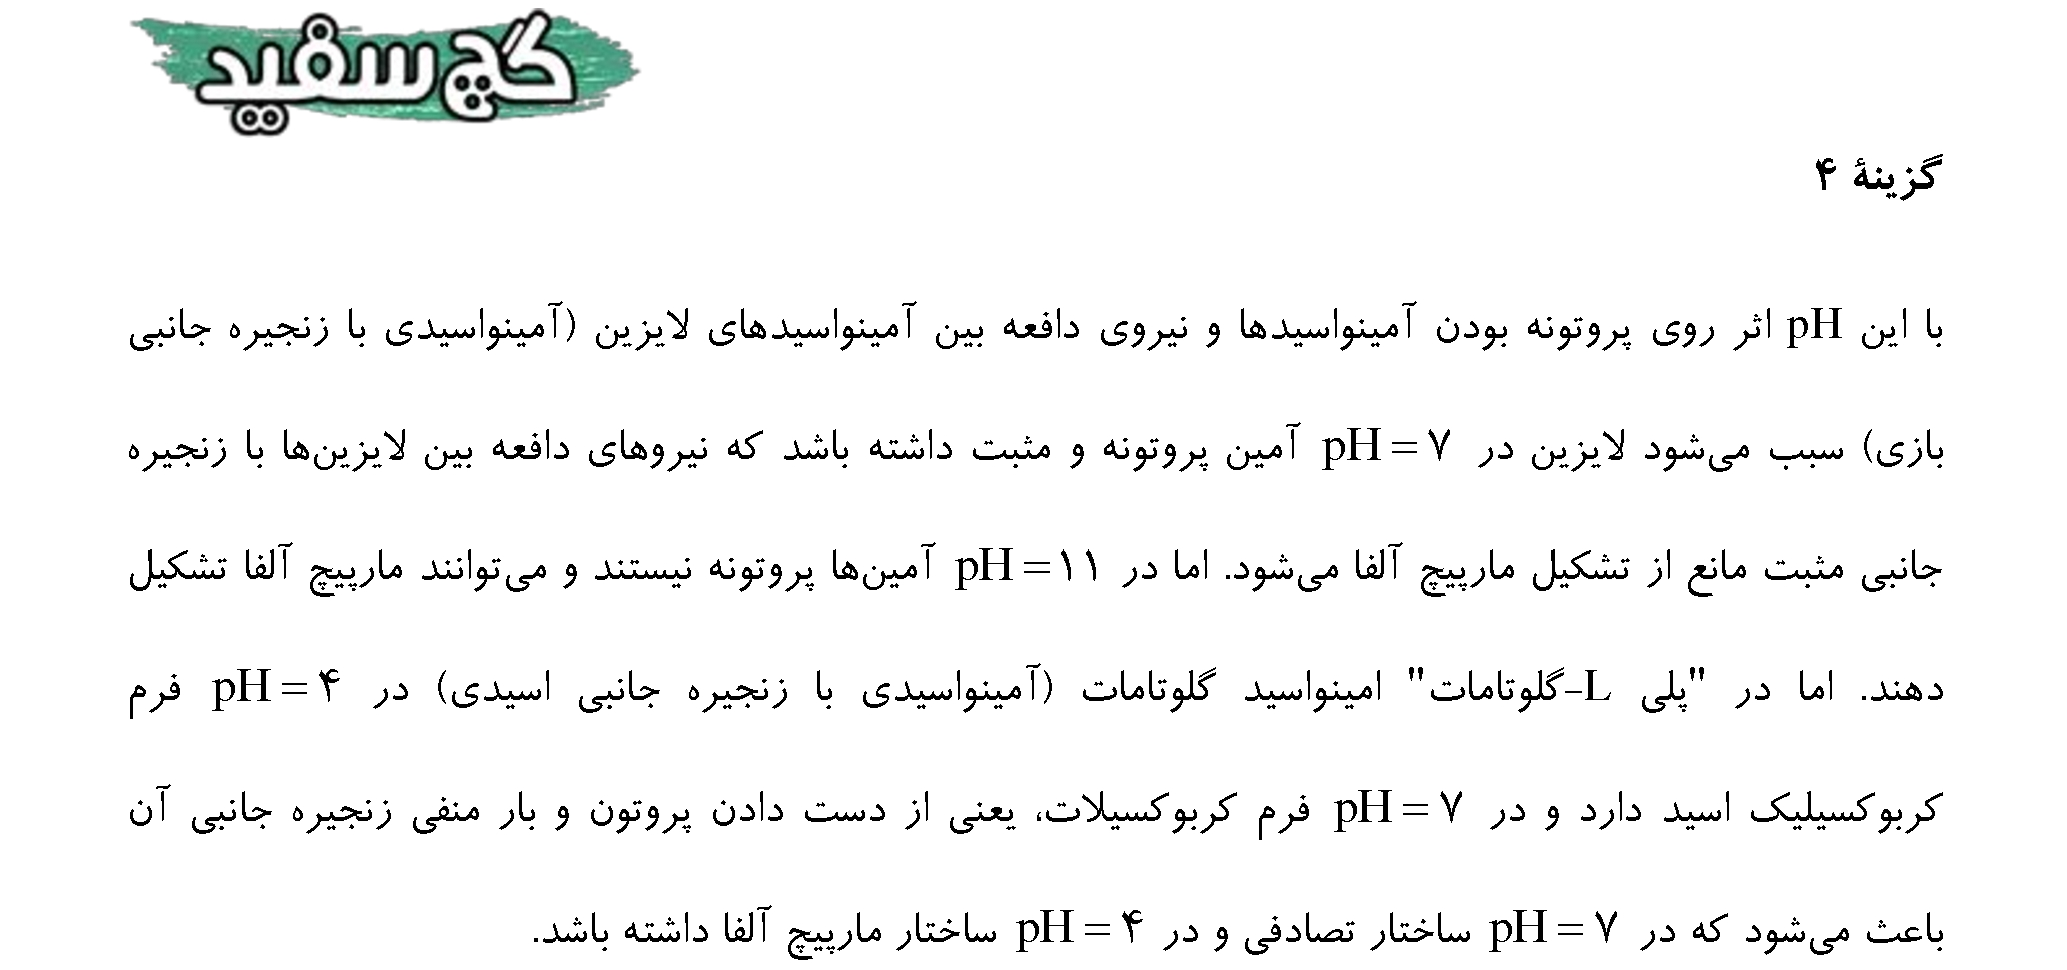 گچ سفید
گزینهٔ ۴
با این pH اثر روی پروتونه بودن آمینواسیدها و نیروی دافعه بین آمینواسیدهای لایزین (آمینواسیدی با زنجیره جانبی
بازی) سبب می‌شود لایزین در pH = ۷ آمین پروتونه و مثبت داشته باشد که نیروهای دافعه بین لایزین‌ها با زنجیره
جانبی مثبت مانع از تشکیل مارپیچ آلفا می‌شود. اما در pH = ۱۱ آمین‌ها پروتونه نیستند و می‌توانند مارپیچ آلفا تشکیل
دهند. اما در "پلی L-گلوتامات" امینواسید گلوتامات (آمینواسیدی با زنجیره جانبی اسیدی) در pH = ۴ فرم
کربوکسیلیک اسید دارد و در pH = ۷ فرم کربوکسیلات، یعنی از دست دادن پروتون و بار منفی زنجیره جانبی آن
باعث می‌شود که در pH = ۷ ساختار تصادفی و در pH = ۴ ساختار مارپیچ آلفا داشته باشد.